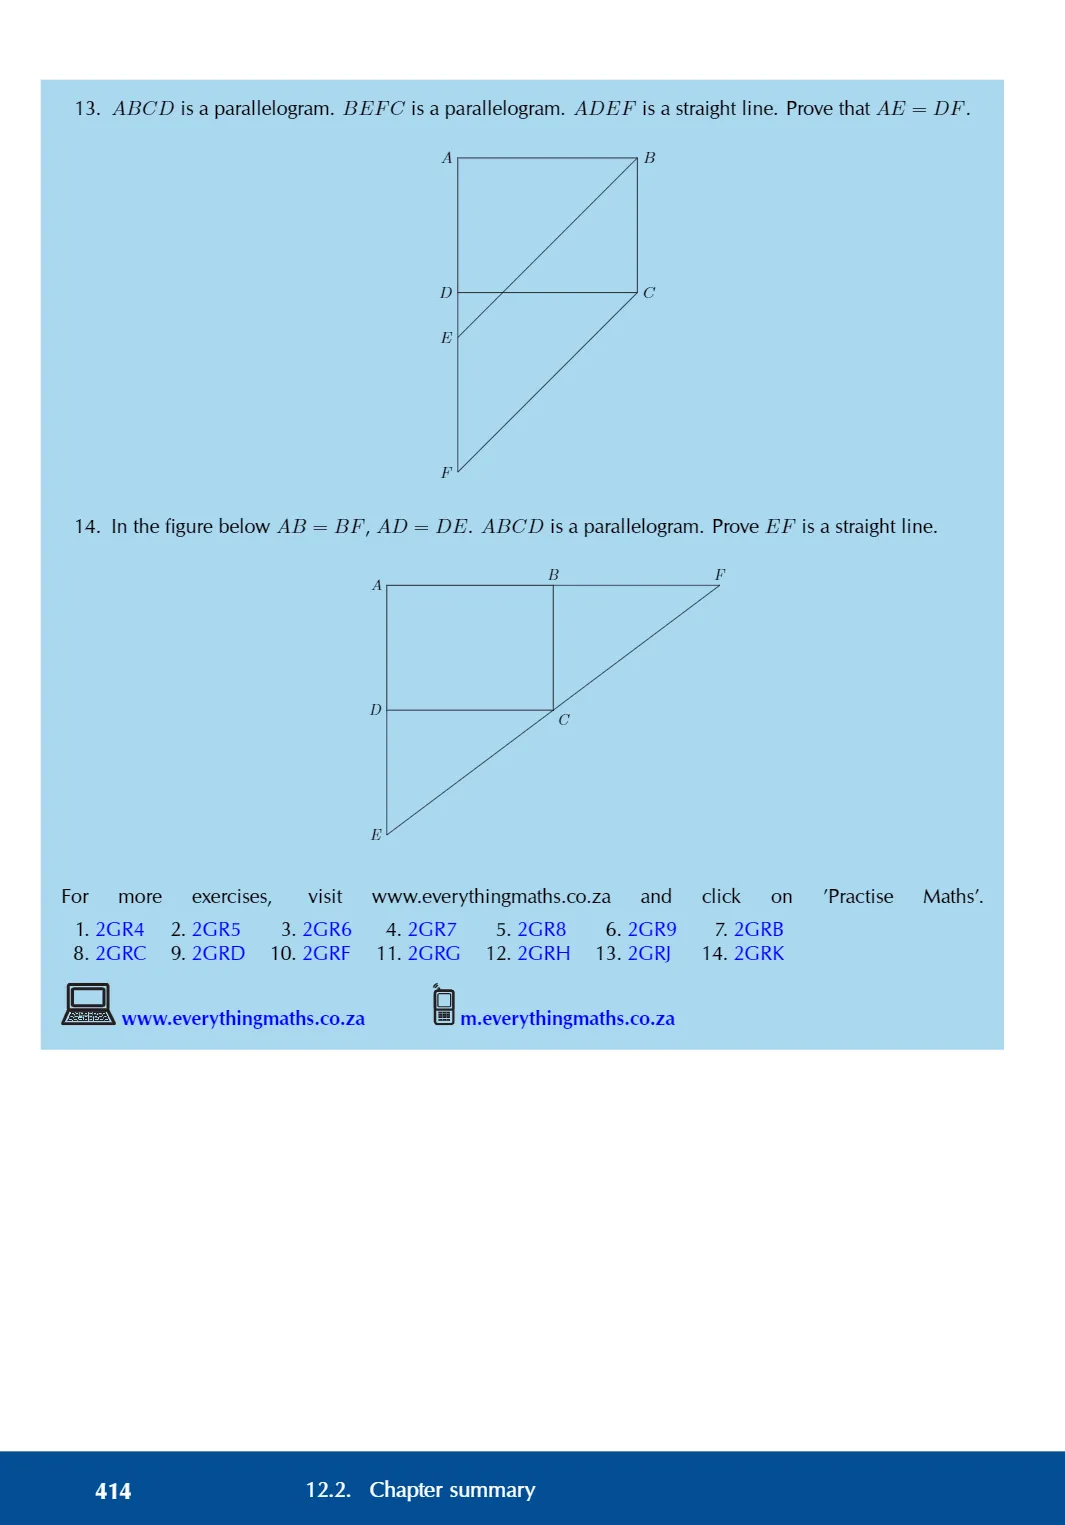 13. ABCD is a parallelogram. BEFC is a parallelogram. ADEF is a straight line. Prove that AE = DF.
A
B
D
C
E
F
14. In the figure below AB = BF, AD = DE. ABCD is a parallelogram. Prove EF is a straight line.
B
F
A
D
C
E
For more exercises, visit www.everythingmaths.co.za and click on ’Practise Maths’.
1. 2GR4 2. 2GR5 3. 2GR6 4. 2GR7 5. 2GR8 6. 2GR9 7. 2GRB
8. 2GRC 9. 2GRD 10. 2GRF 11. 2GRG 12. 2GRH 13. 2GRJ 14. 2GRK
www.everythingmaths.co.za m.everythingmaths.co.za
414 12.2. Chapter summary